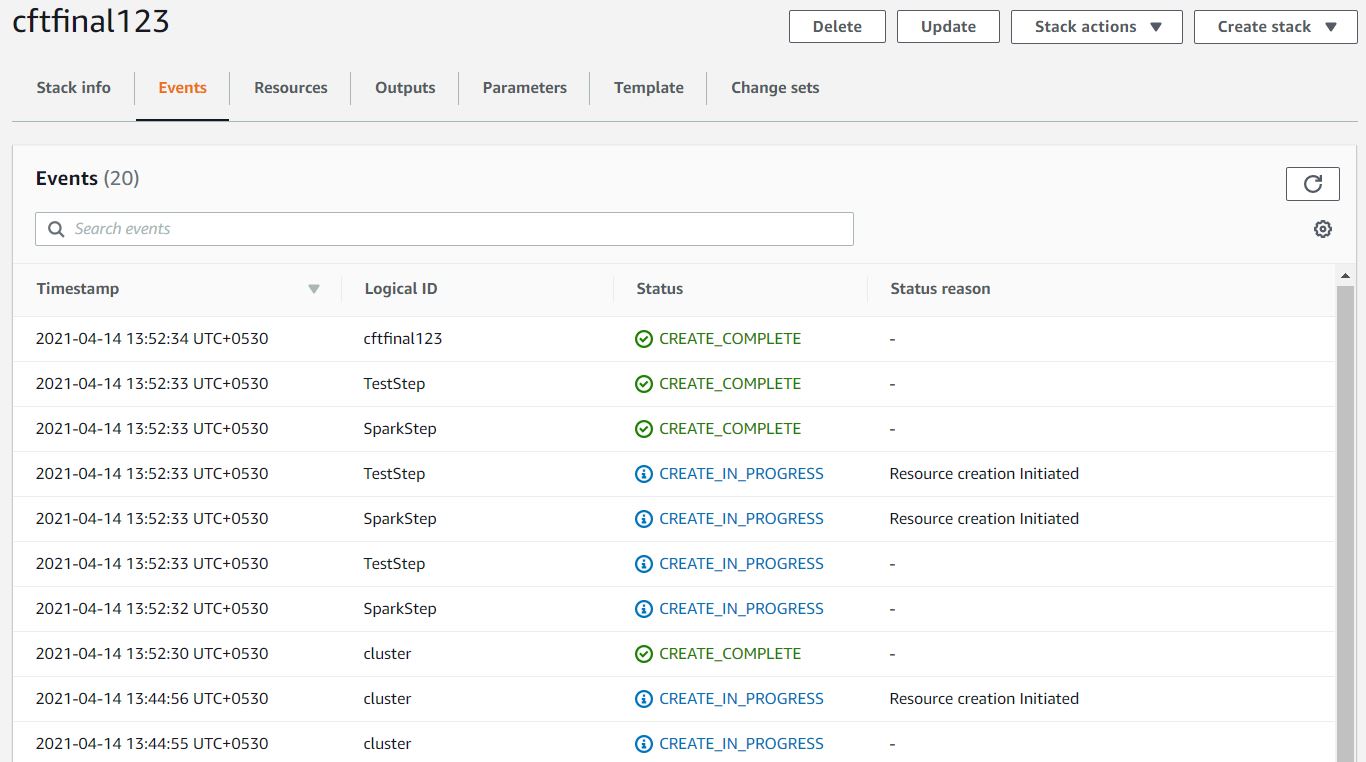 cftfinal123
Delete Update Stack actions Create stack
Stack info Events Resources Outputs Parameters Template Change sets
Events (20)
Search events
Timestamp Logical ID Status Status reason
2021-04-14 13:52:34 UTC+0530 cftfinal123 CREATE_COMPLETE -
2021-04-14 13:52:33 UTC+0530 TestStep CREATE_COMPLETE -
2021-04-14 13:52:33 UTC+0530 SparkStep CREATE_COMPLETE -
2021-04-14 13:52:33 UTC+0530 TestStep CREATE_IN_PROGRESS Resource creation Initiated
2021-04-14 13:52:33 UTC+0530 SparkStep CREATE_IN_PROGRESS Resource creation Initiated
2021-04-14 13:52:33 UTC+0530 TestStep CREATE_IN_PROGRESS -
2021-04-14 13:52:32 UTC+0530 SparkStep CREATE_IN_PROGRESS -
2021-04-14 13:52:30 UTC+0530 cluster CREATE_COMPLETE -
2021-04-14 13:44:56 UTC+0530 cluster CREATE_IN_PROGRESS Resource creation Initiated
2021-04-14 13:44:55 UTC+0530 cluster CREATE_IN_PROGRESS -